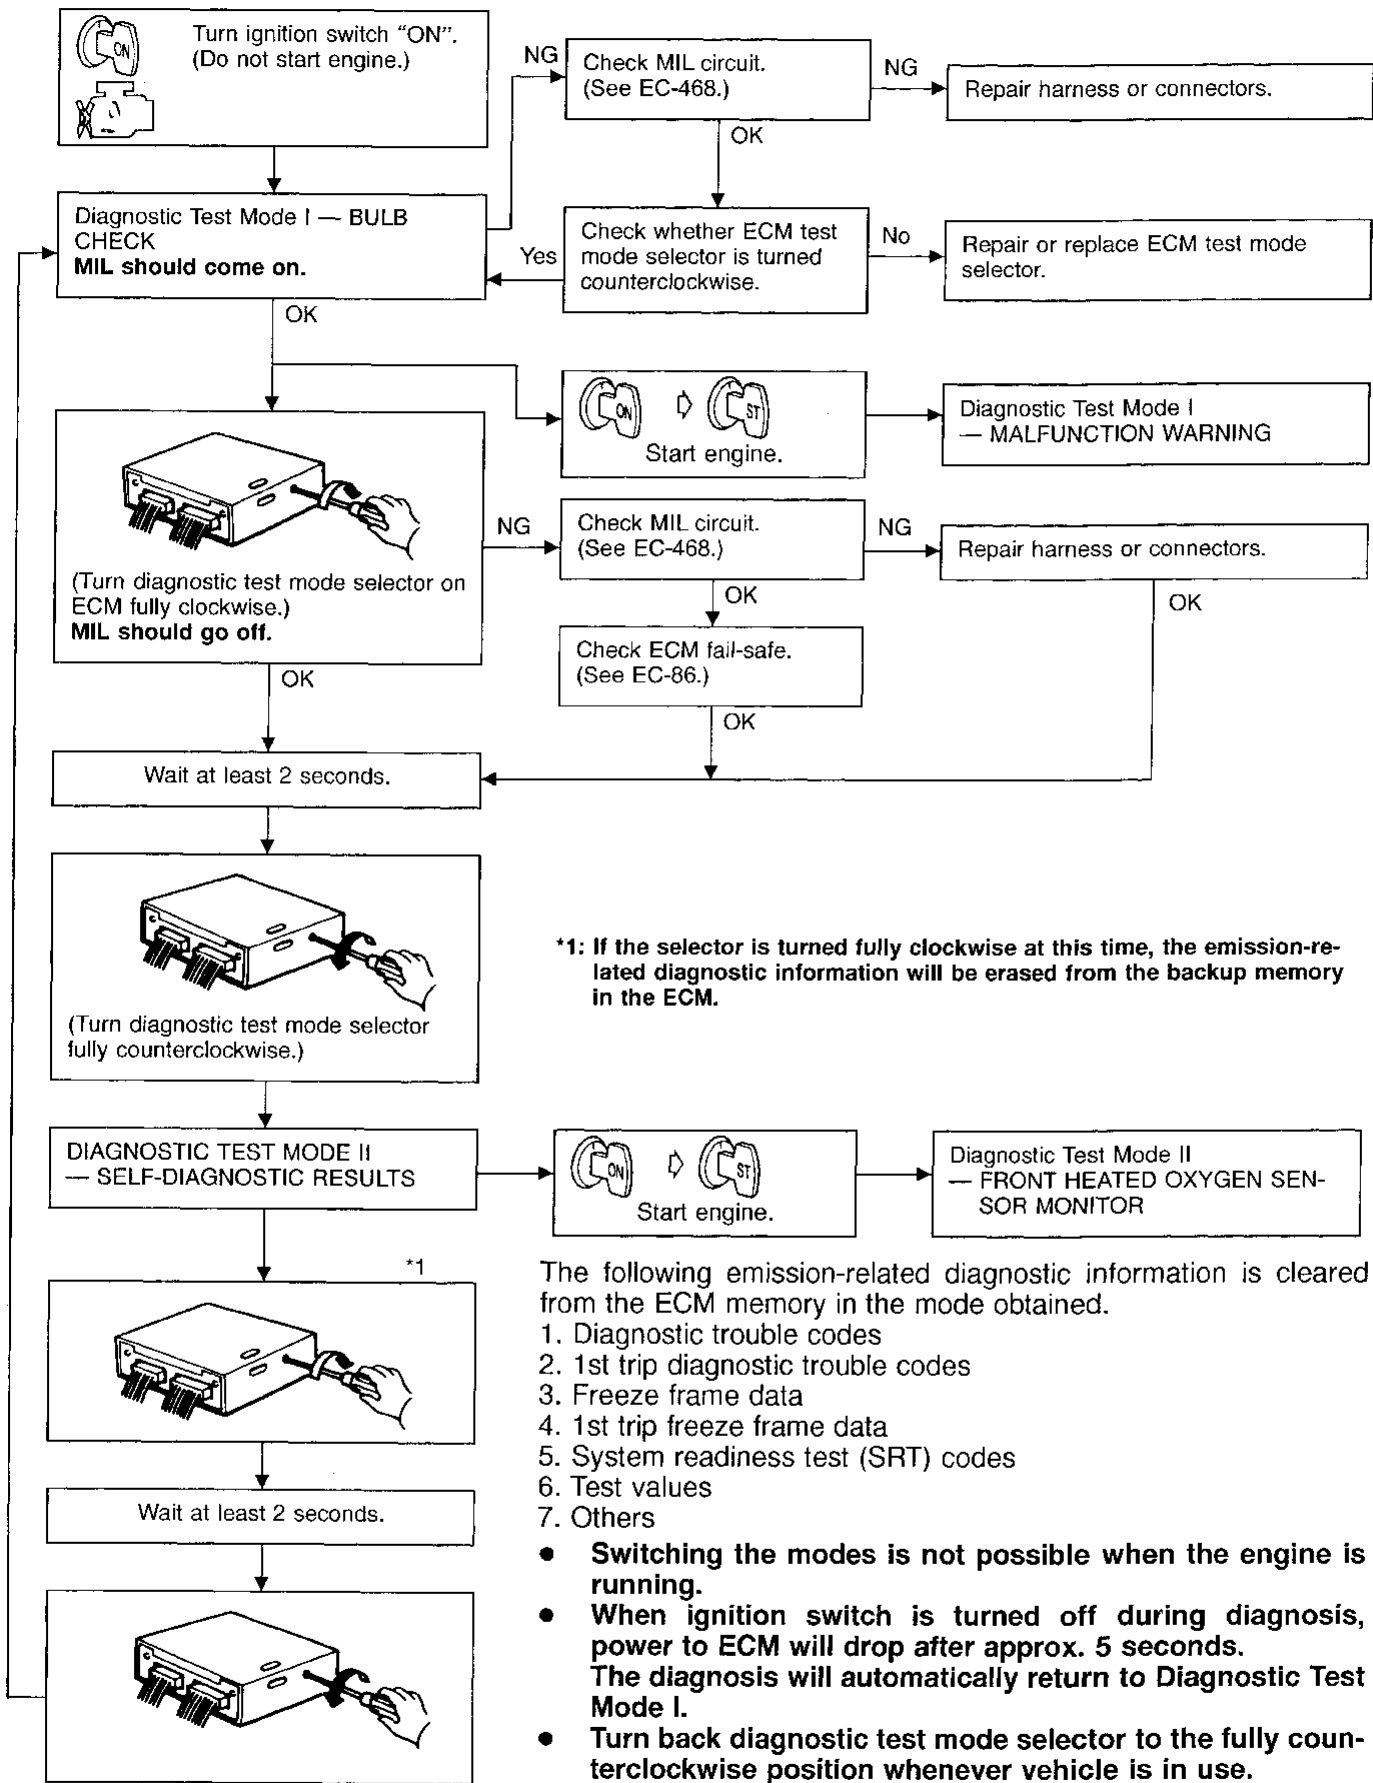 ON
Turn ignition switch “ON”.
(Do not start engine.)
NG
Check MIL circuit.
(See EC-468.)
NG
Repair harness or connectors.
OK
Diagnostic Test Mode I — BULB
CHECK
MIL should come on.
Yes
Check whether ECM test
mode selector is turned
counterclockwise.
No
Repair or replace ECM test mode
selector.
OK
ON
ST
Start engine.
Diagnostic Test Mode I
— MALFUNCTION WARNING
(Turn diagnostic test mode selector on
ECM fully clockwise.)
MIL should go off.
NG
Check MIL circuit.
(See EC-468.)
NG
Repair harness or connectors.
OK
OK
Check ECM fail-safe.
(See EC-86.)
OK
OK
Wait at least 2 seconds.
(Turn diagnostic test mode selector
fully counterclockwise.)
*1: If the selector is turned fully clockwise at this time, the emission-re-
lated diagnostic information will be erased from the backup memory
in the ECM.
DIAGNOSTIC TEST MODE II
— SELF-DIAGNOSTIC RESULTS
ON
ST
Start engine.
Diagnostic Test Mode II
— FRONT HEATED OXYGEN SEN-
SOR MONITOR
*1
Wait at least 2 seconds.
The following emission-related diagnostic information is cleared
from the ECM memory in the mode obtained.
1. Diagnostic trouble codes
2. 1st trip diagnostic trouble codes
3. Freeze frame data
4. 1st trip freeze frame data
5. System readiness test (SRT) codes
6. Test values
7. Others
● Switching the modes is not possible when the engine is
running.
● When ignition switch is turned off during diagnosis,
power to ECM will drop after approx. 5 seconds.
The diagnosis will automatically return to Diagnostic Test
Mode I.
● Turn back diagnostic test mode selector to the fully coun-
terclockwise position whenever vehicle is in use.